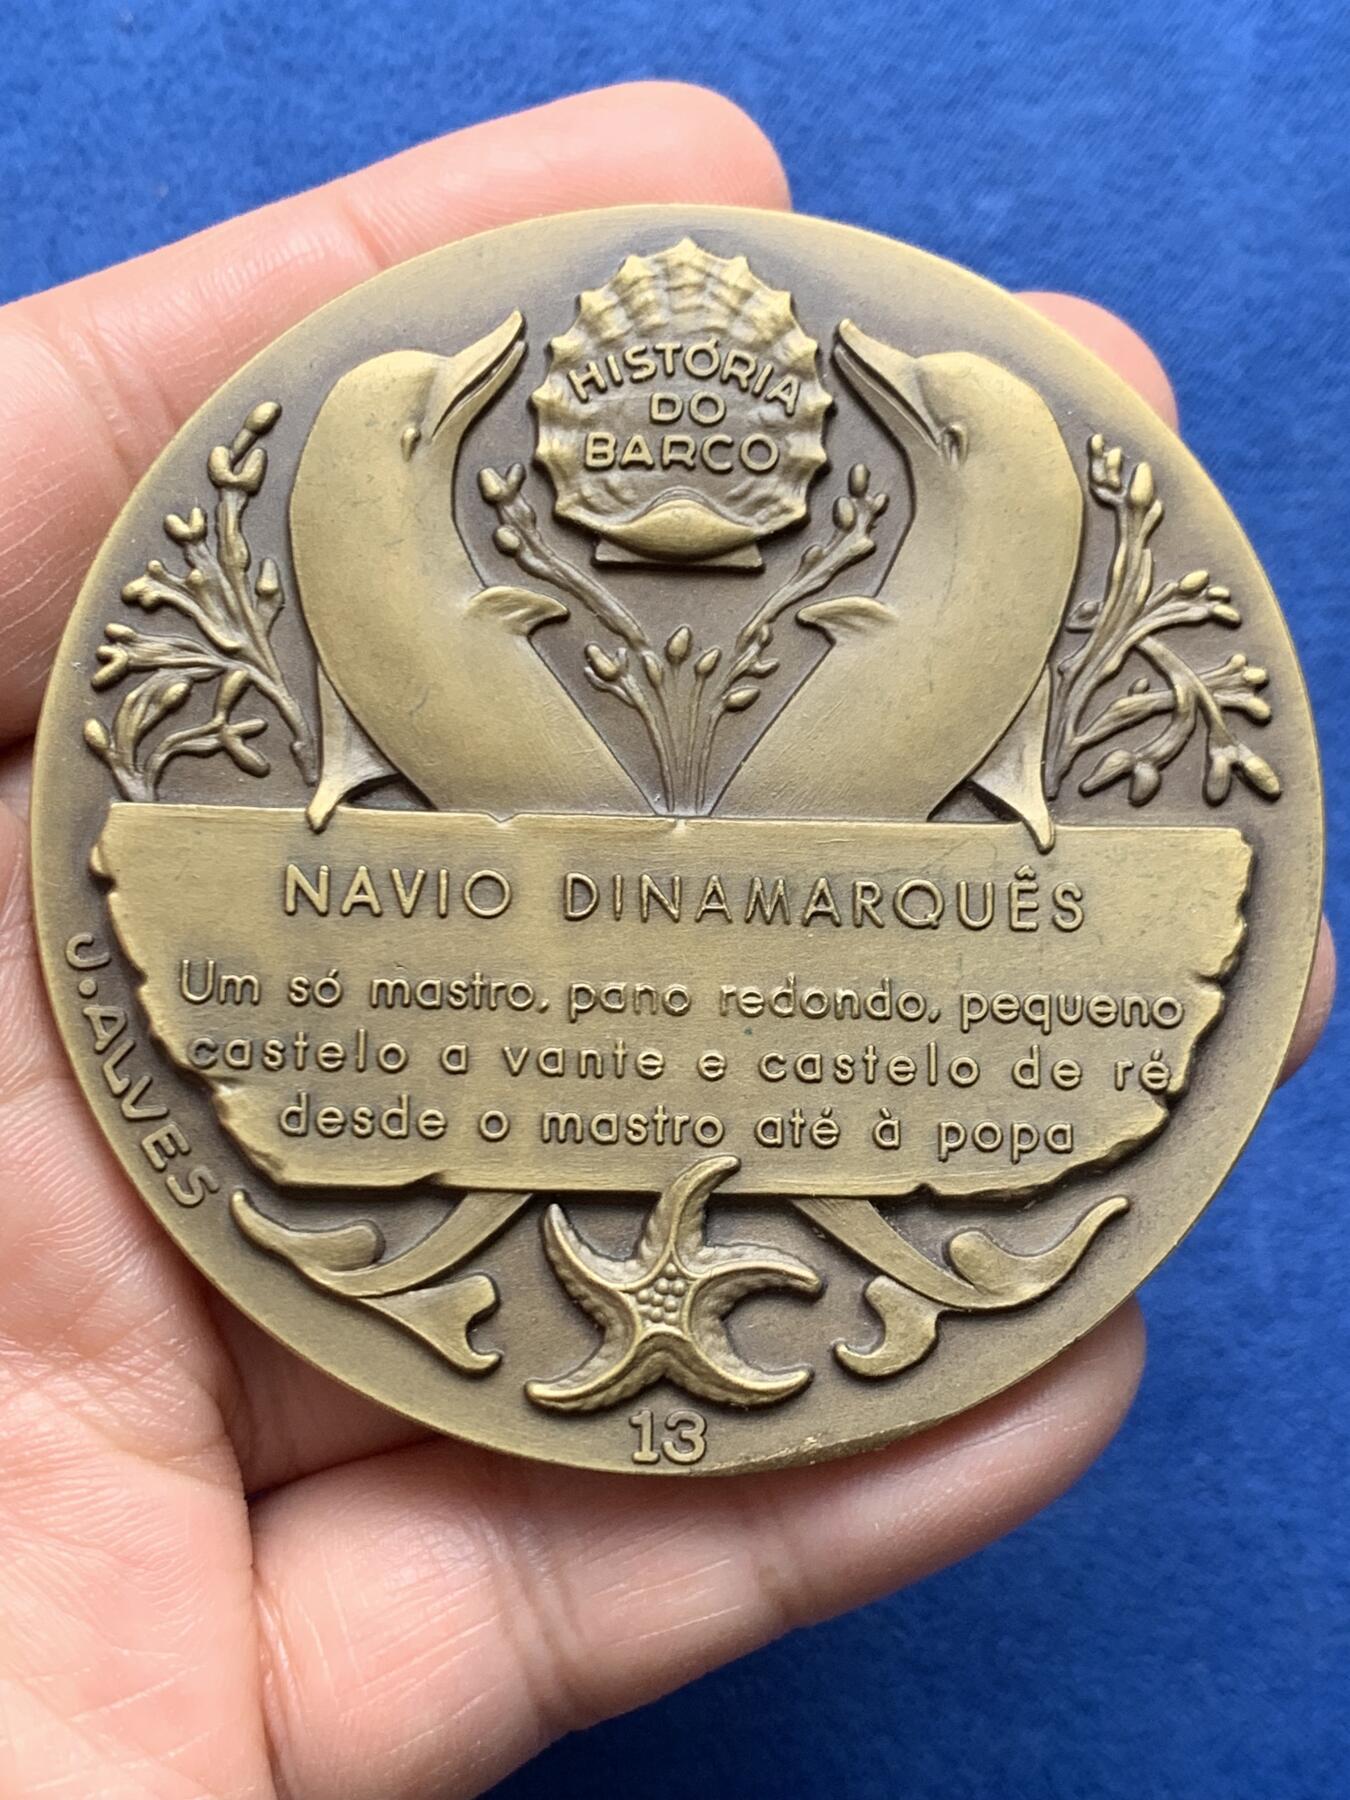 HISTÓRIA
DO
BARCO
NAVIO DINAMARQUÊS
Um só mastro, pano redondo, pequeno
castelo a vante e castelo de ré
desde o mastro até à popa
J. ALVES
13